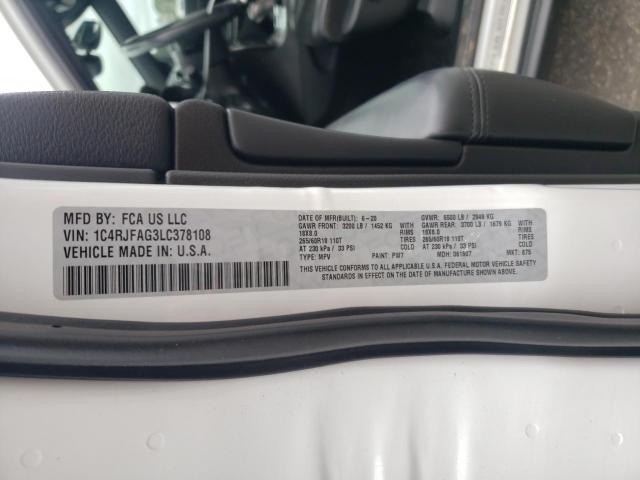 MFD BY: FCA US LLC
VIN: 1C4RJFAG3LC378108
VEHICLE MADE IN: U.S.A.
DATE OF MFR(BUILT): 6-20
GVWR: 6500 LB / 2948 KG
GAWR FRONT: 3200 LB / 1452 KG WITH
GAWR REAR: 3700 LB / 1679 KG WITH
18X8.0 RIMS
18X8.0 RIMS
265/60R18 110T
265/60R18 110T
AT 230 kPa / 33 PSI COLD
AT 230 kPa / 33 PSI COLD
TYPE: MPV
PAINT: PW7
MDH:
MKT:
THIS VEHICLE CONFORMS TO ALL APPLICABLE U.S.A. FEDERAL MOTOR VEHICLE SAFETY
STANDARDS IN EFFECT ON THE DATE OF MANUFACTURE SHOWN ABOVE.